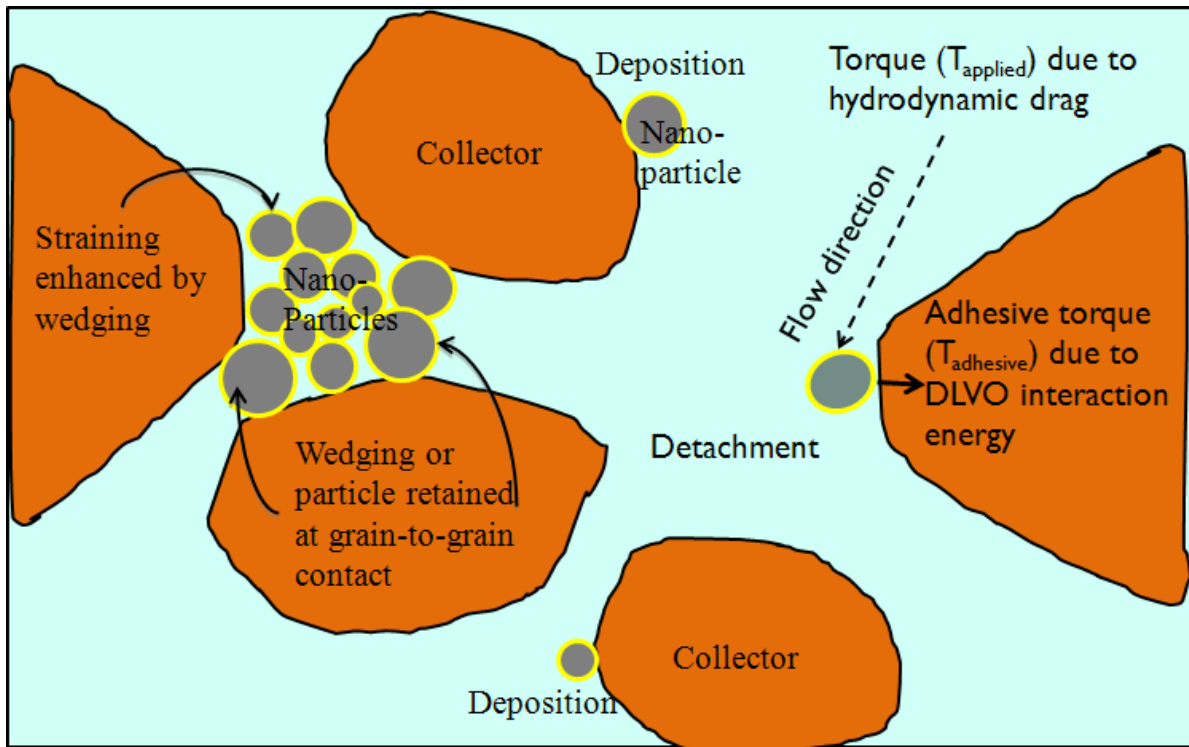 Deposition
Nano-
particle
Collector
Torque (Tapplied) due to
hydrodynamic drag
Straining
enhanced by
wedging
Nano-
Particles
Flow direction
Adhesive torque
(Tadhesive) due to
DLVO interaction
energy
Detachment
Wedging or
particle retained
at grain-to-grain
contact
Collector
Deposition